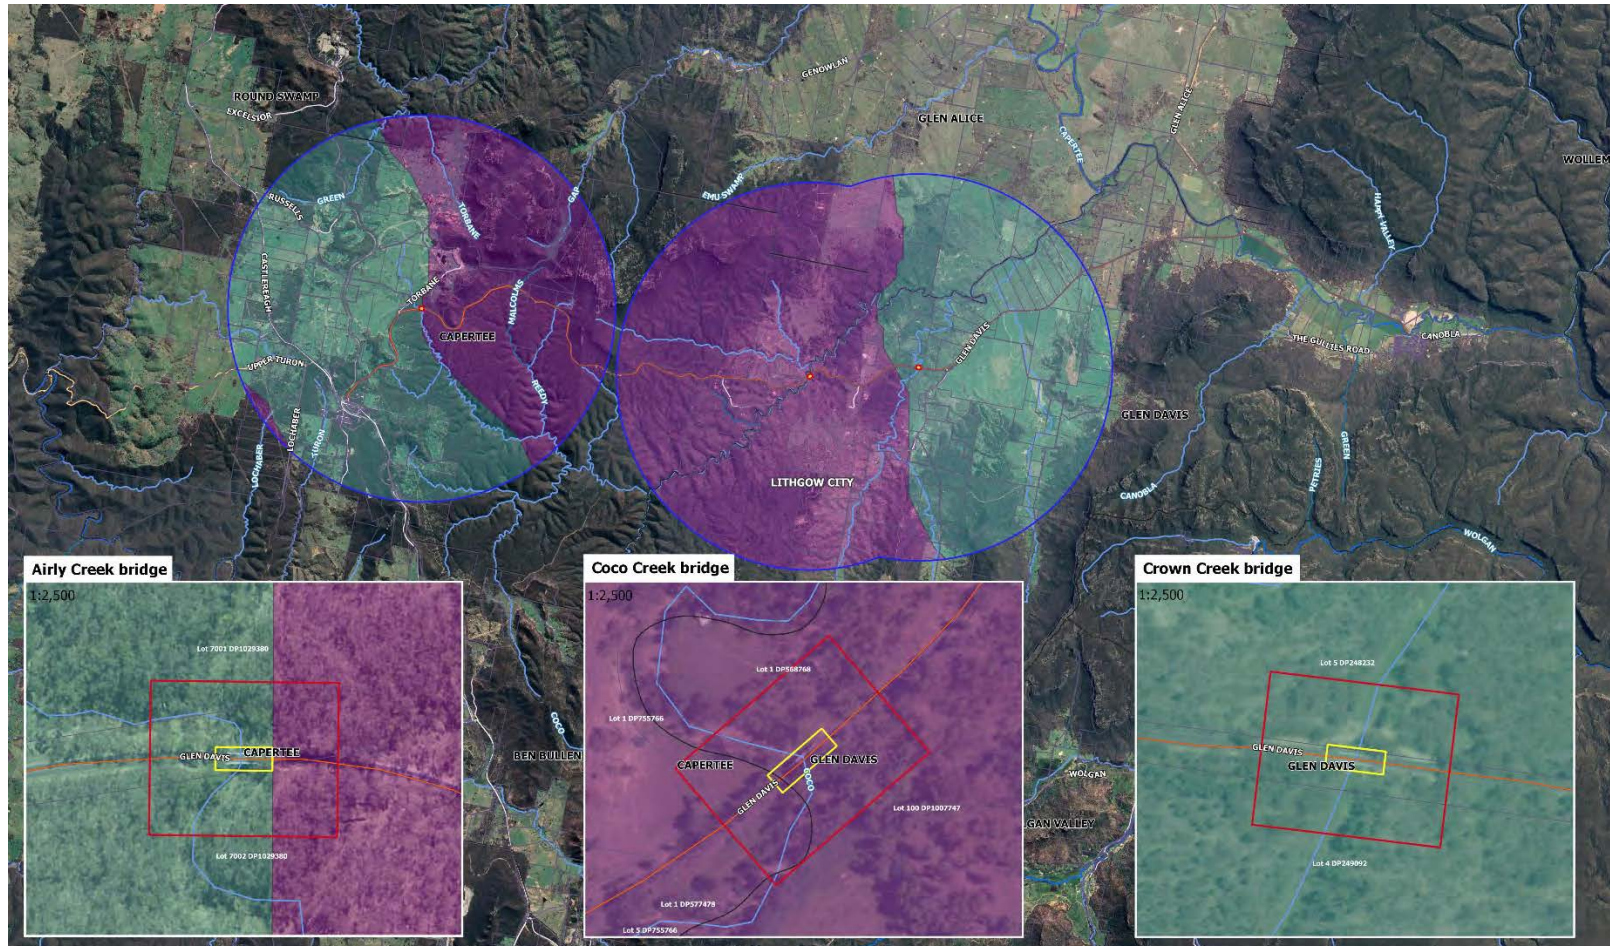 ROUND SWAMP
EXCELSIOR
GENOWLAN
GLEN ALICE
GLEN ALICE
CAPERTEE
WOLLEM
HAPPY VALLEY
RUSSELLS
GREEN
TORBANE
GAP
EMU SWAMP
CASTLEREAGH
TORBANE
MALCOLMS
CAPERTEE
GLEN DAVIS
THE GULLIES ROAD
CANOBLA
UPPER TURON
REEDY
LOCHABER
LOCHABER
TURON
GLEN DAVIS
GREEN
PETRIES
CANOBLA
LITHGOW CITY
WOLGAN
COCO
BEN BULLEN
WOLGAN
LGAN VALLEY
Airly Creek bridge
1:2,500
Lot 7001 DP1029380
GLEN DAVIS
CAPERTEE
Lot 7002 DP1029380
Coco Creek bridge
1:2,500
Lot 1 DP568768
Lot 1 DP755766
CAPERTEE
GLEN DAVIS
COCO
GLEN DAVIS
Lot 100 DP1007747
Lot 1 DP577479
Lot 5 DP755766
Crown Creek bridge
1:2,500
Lot 5 DP248232
GLEN DAVIS
GLEN DAVIS
Lot 4 DP249092